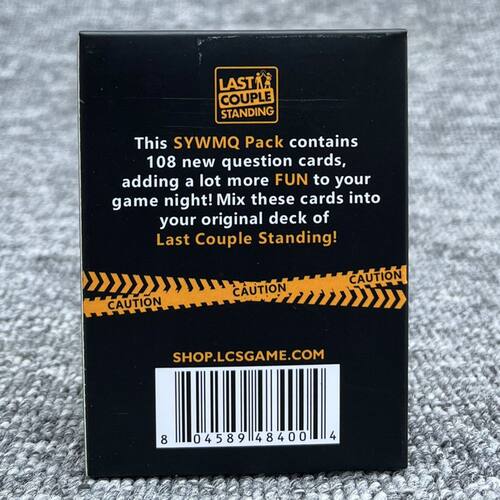 LAST
COUPLE
STANDING
This SYWMQ Pack contains
108 new question cards,
adding a lot more FUN to your
game night! Mix these cards into
your original deck of
Last Couple Standing!
CAUTION CAUTION CAUTION
SHOP.LCSGAME.COM
8 04589 48400 4